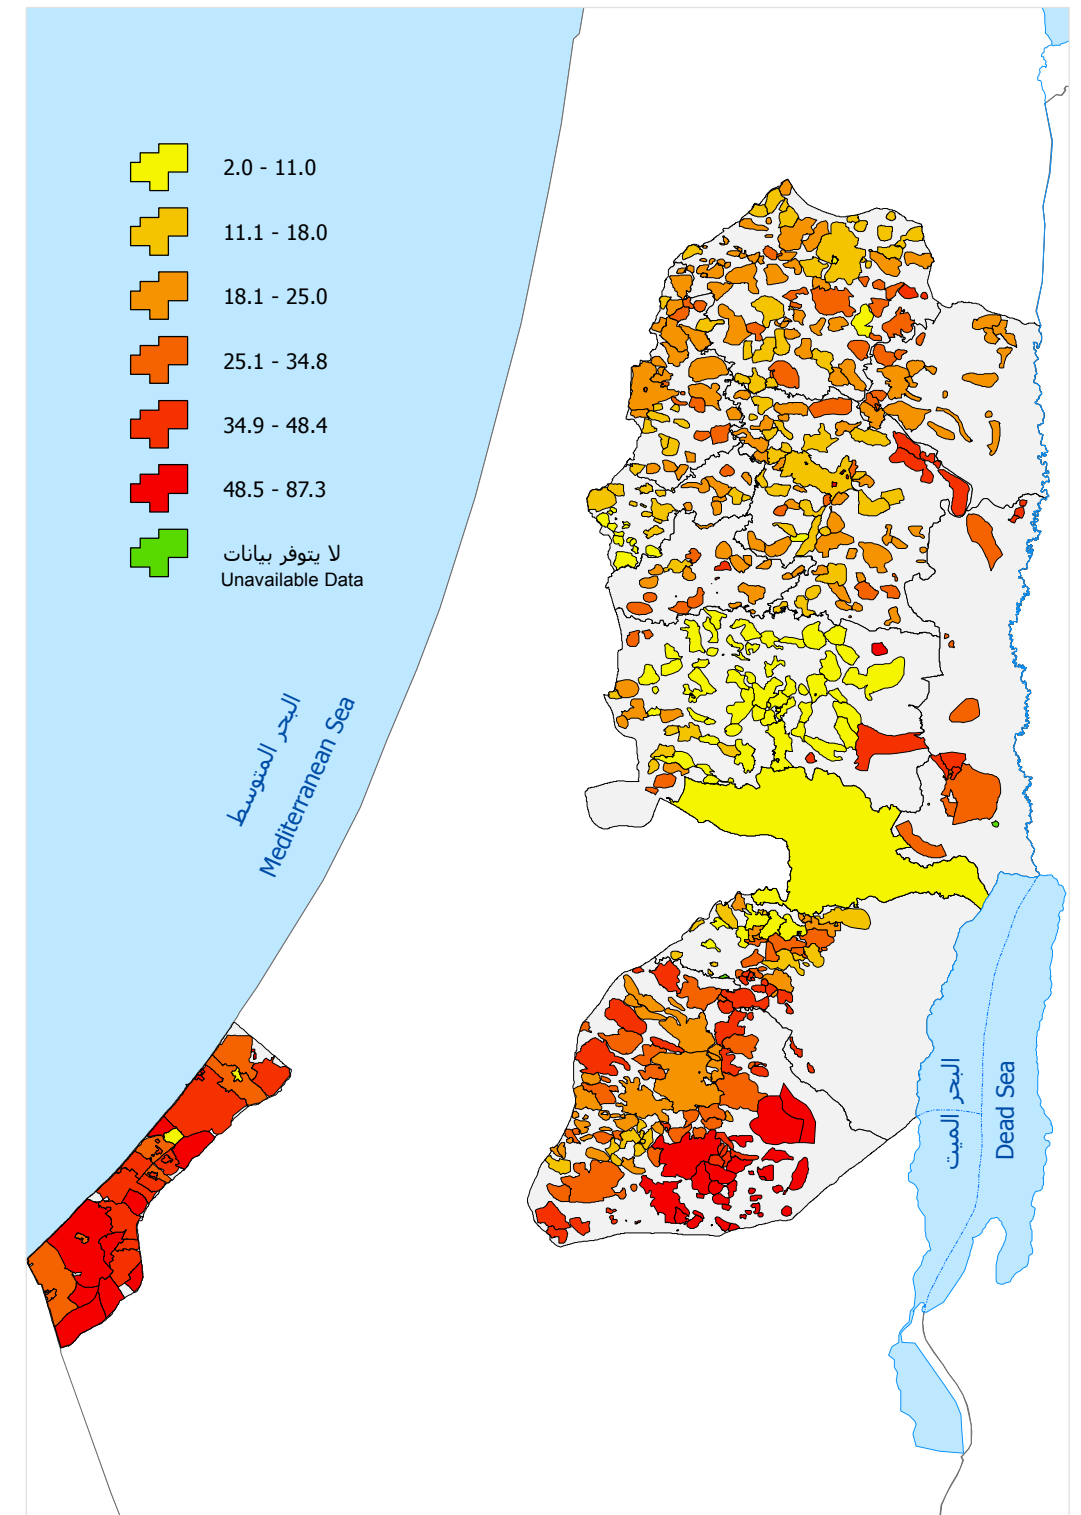 2.0 - 11.0
11.1 - 18.0
18.1 - 25.0
25.1 - 34.8
34.9 - 48.4
48.5 - 87.3
لا يتوفر بيانات
Unavailable Data
البحر المتوسط
Mediterranean Sea
البحر الميت
Dead Sea